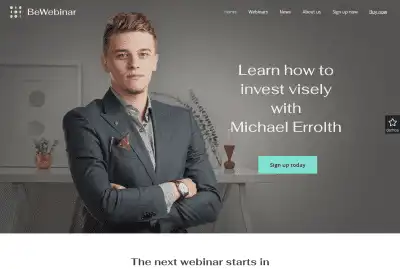 BeWebinar
Home Webinars News About us Sign up now Buy now
Learn how to
invest visely
with
Michael Errolth
Sign up today
The next webinar starts in